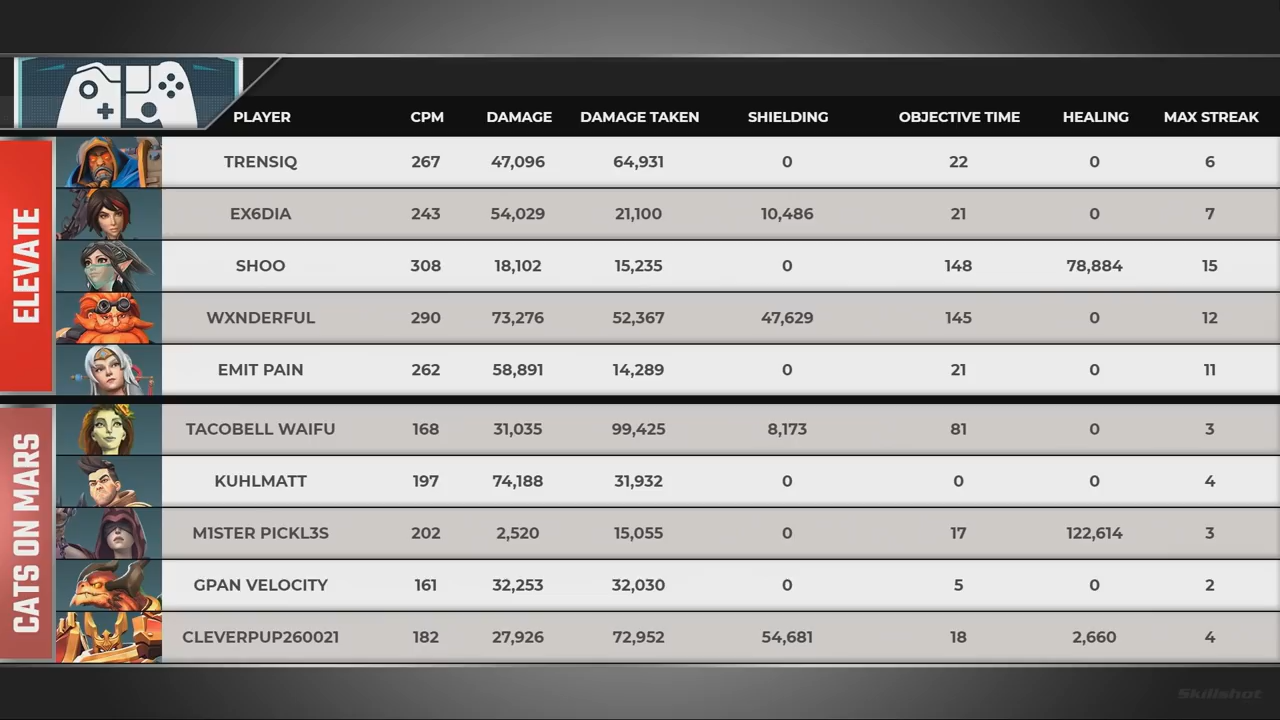 PLAYER CPM DAMAGE DAMAGE TAKEN SHIELDING OBJECTIVE TIME HEALING MAX STREAK
ELEVATE
TRENSIQ 267 47,096 64,931 0 22 0 6
EX6DIA 243 54,029 21,100 10,486 21 0 7
SHOO 308 18,102 15,235 0 148 78,884 15
WXNDERFUL 290 73,276 52,367 47,629 145 0 12
EMIT PAIN 262 58,891 14,289 0 21 0 11
CATS ON MARS
TACOBELL WAIFU 168 31,035 99,425 8,173 81 0 3
KUHLMATT 197 74,188 31,932 0 0 0 4
M1STER PICKL3S 202 2,520 15,055 0 17 122,614 3
GPAN VELOCITY 161 32,253 32,030 0 5 0 2
CLEVERPUP260021 182 27,926 72,952 54,681 18 2,660 4
Skillshot